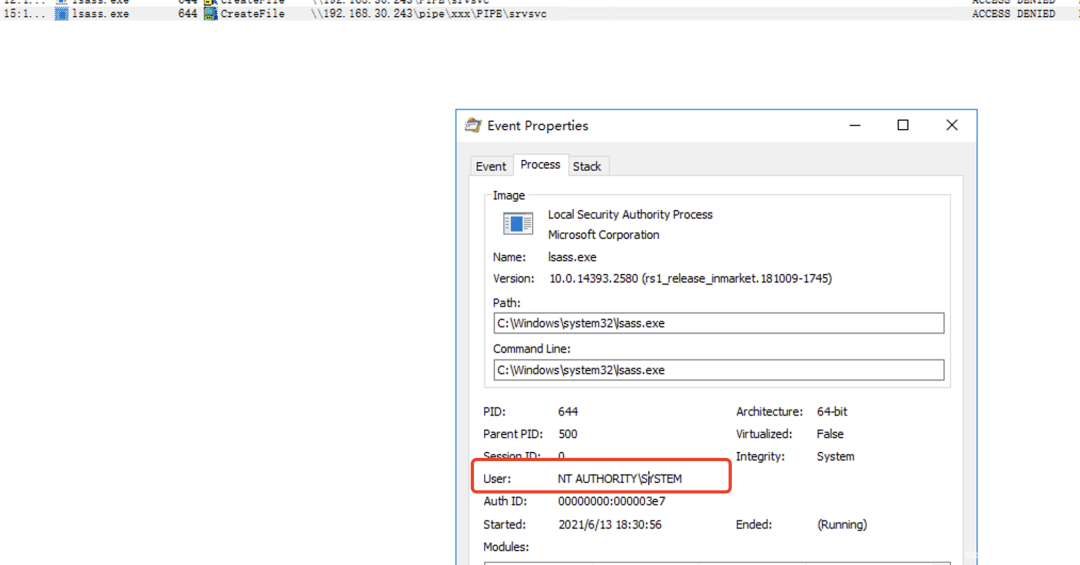 12:1... lsass.exe 644 CreateFile \\192.168.30.243\PIPE\srvsvc ACCESS DENIED
15:1... lsass.exe 644 CreateFile \\192.168.30.243\pipe\xxx\PIPE\srvsvc ACCESS DENIED
Event Properties
Event Process Stack
Image
Local Security Authority Process
Microsoft Corporation
Name: lsass.exe
Version: 10.0.14393.2580 (rs1_release_inmarket.181009-1745)
Path:
C:\Windows\system32\lsass.exe
Command Line:
C:\Windows\system32\lsass.exe
PID: 644 Architecture: 64-bit
Parent PID: 500 Virtualized: False
Session ID: 0 Integrity: System
User: NT AUTHORITY\SYSTEM
Auth ID: 00000000:000003e7
Started: 2021/6/13 18:30:56 Ended: (Running)
Modules: